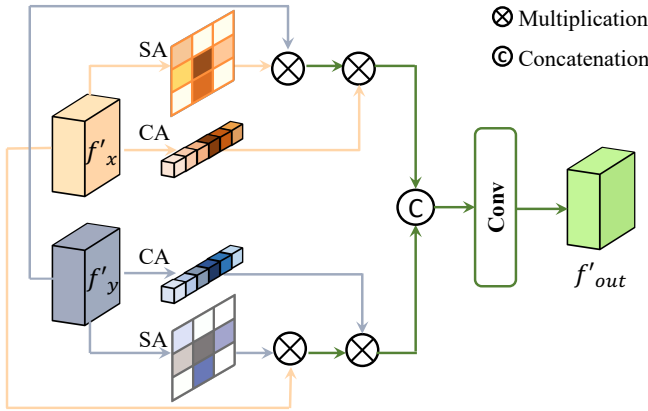 Multiplication
C Concatenation
SA
CA
f'x
C
Conv
CA
f'y
SA
f'out